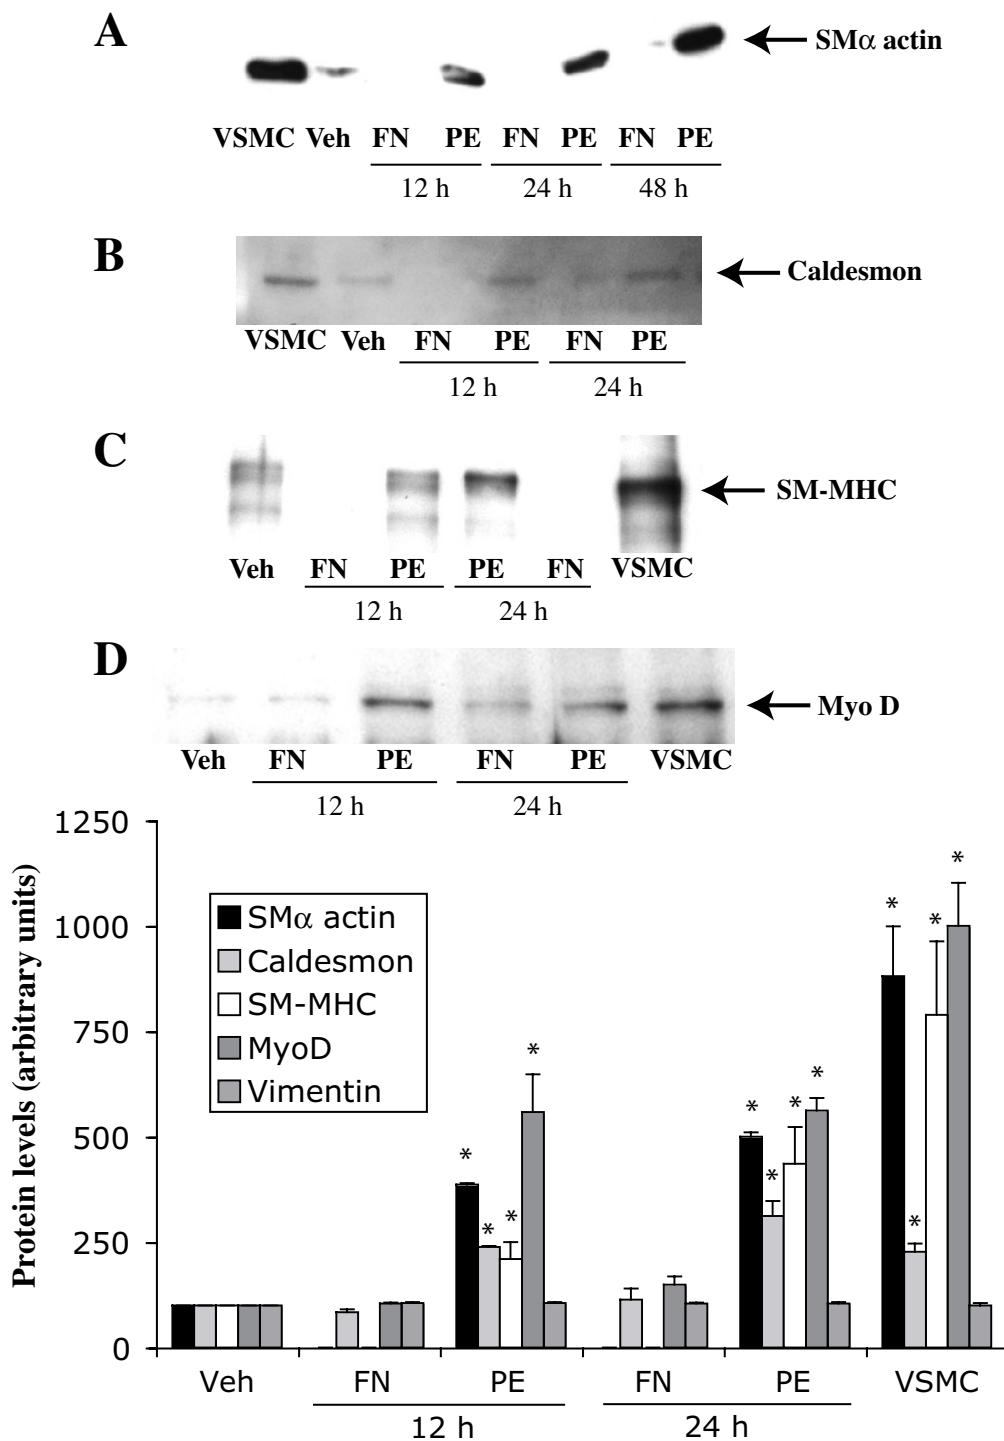 A
SMα actin
VSMC Veh FN PE FN PE FN PE
12 h 24 h 48 h
B
Caldesmon
VSMC Veh FN PE FN PE
12 h 24 h
C
SM-MHC
Veh FN PE PE FN VSMC
12 h 24 h
D
Myo D
Veh FN PE FN PE VSMC
12 h 24 h
Protein levels (arbitrary units)
1250
1000
750
500
250
0
SMα actin
Caldesmon
SM-MHC
MyoD
Vimentin
* * * * * * * * * * * *
Veh FN PE FN PE VSMC
12 h 24 h